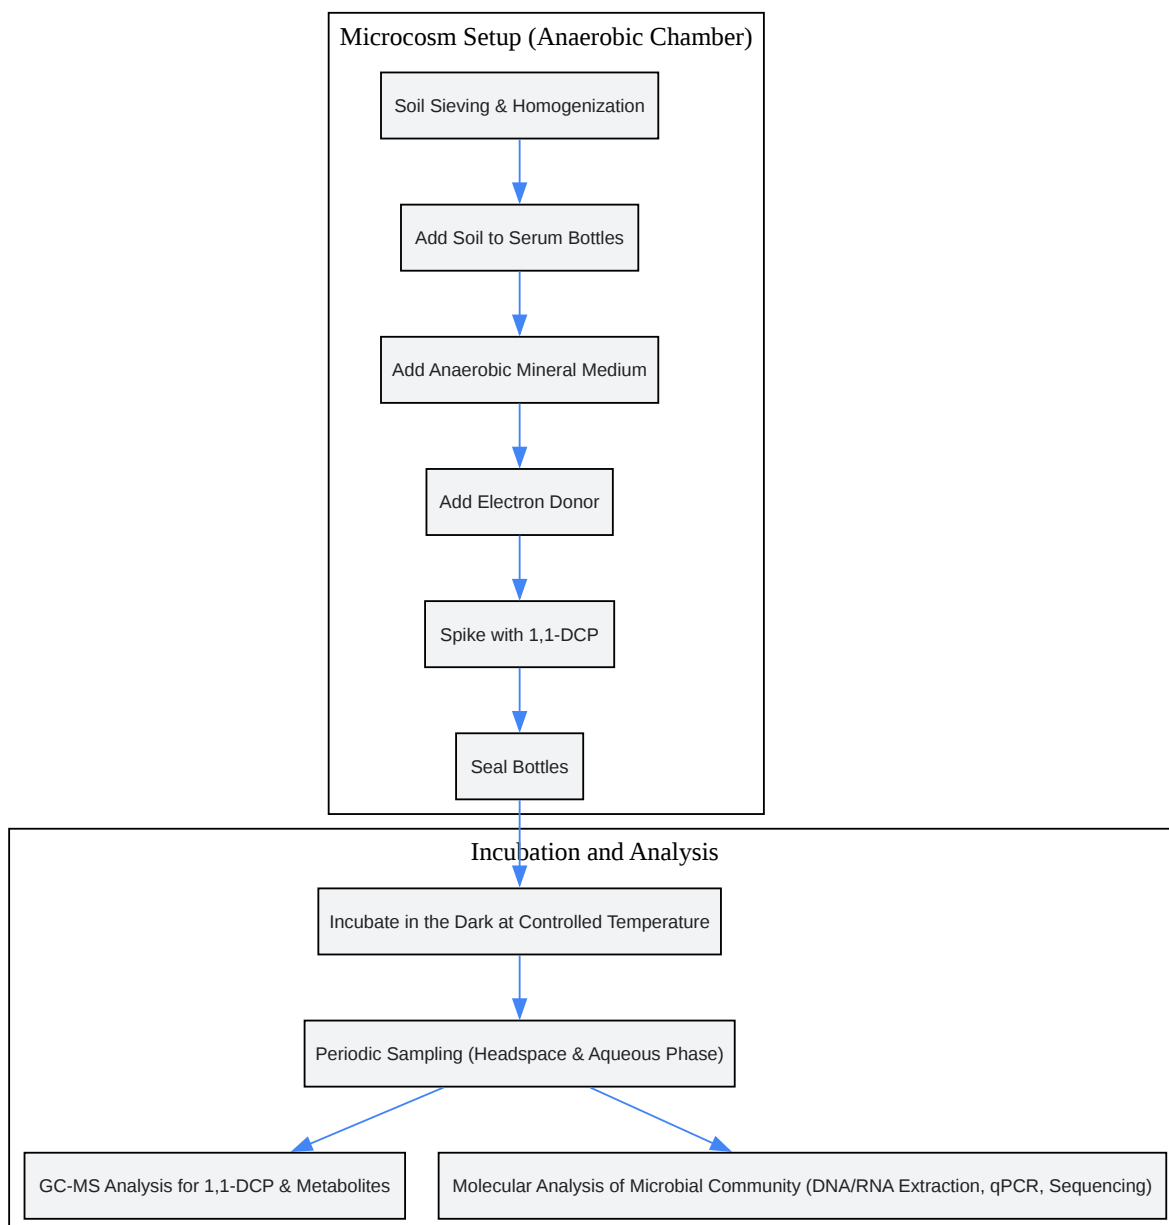 Microcosm Setup (Anaerobic Chamber)
Soil Sieving & Homogenization
Add Soil to Serum Bottles
Add Anaerobic Mineral Medium
Add Electron Donor
Spike with 1,1-DCP
Seal Bottles
Incubation and Analysis
Incubate in the Dark at Controlled Temperature
Periodic Sampling (Headspace & Aqueous Phase)
GC-MS Analysis for 1,1-DCP & Metabolites
Molecular Analysis of Microbial Community (DNA/RNA Extraction, qPCR, Sequencing)